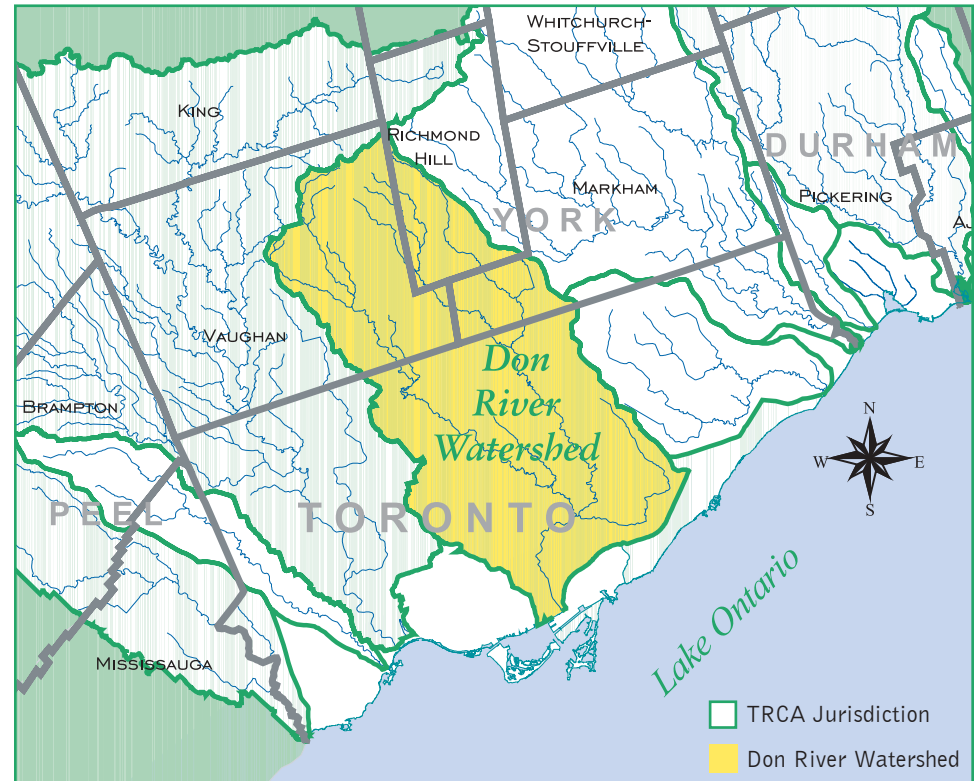 WHITCHURCH-
STOUFFVILLE
KING
RICHMOND
HILL
DURHAM
MARKHAM
PICKERING
YORK
AJ
VAUGHAN
Don
River
Watershed
BRAMPTON
N
W
E
S
PEEL
TORONTO
Lake Ontario
MISSISSAUGA
TRCA Jurisdiction
Don River Watershed